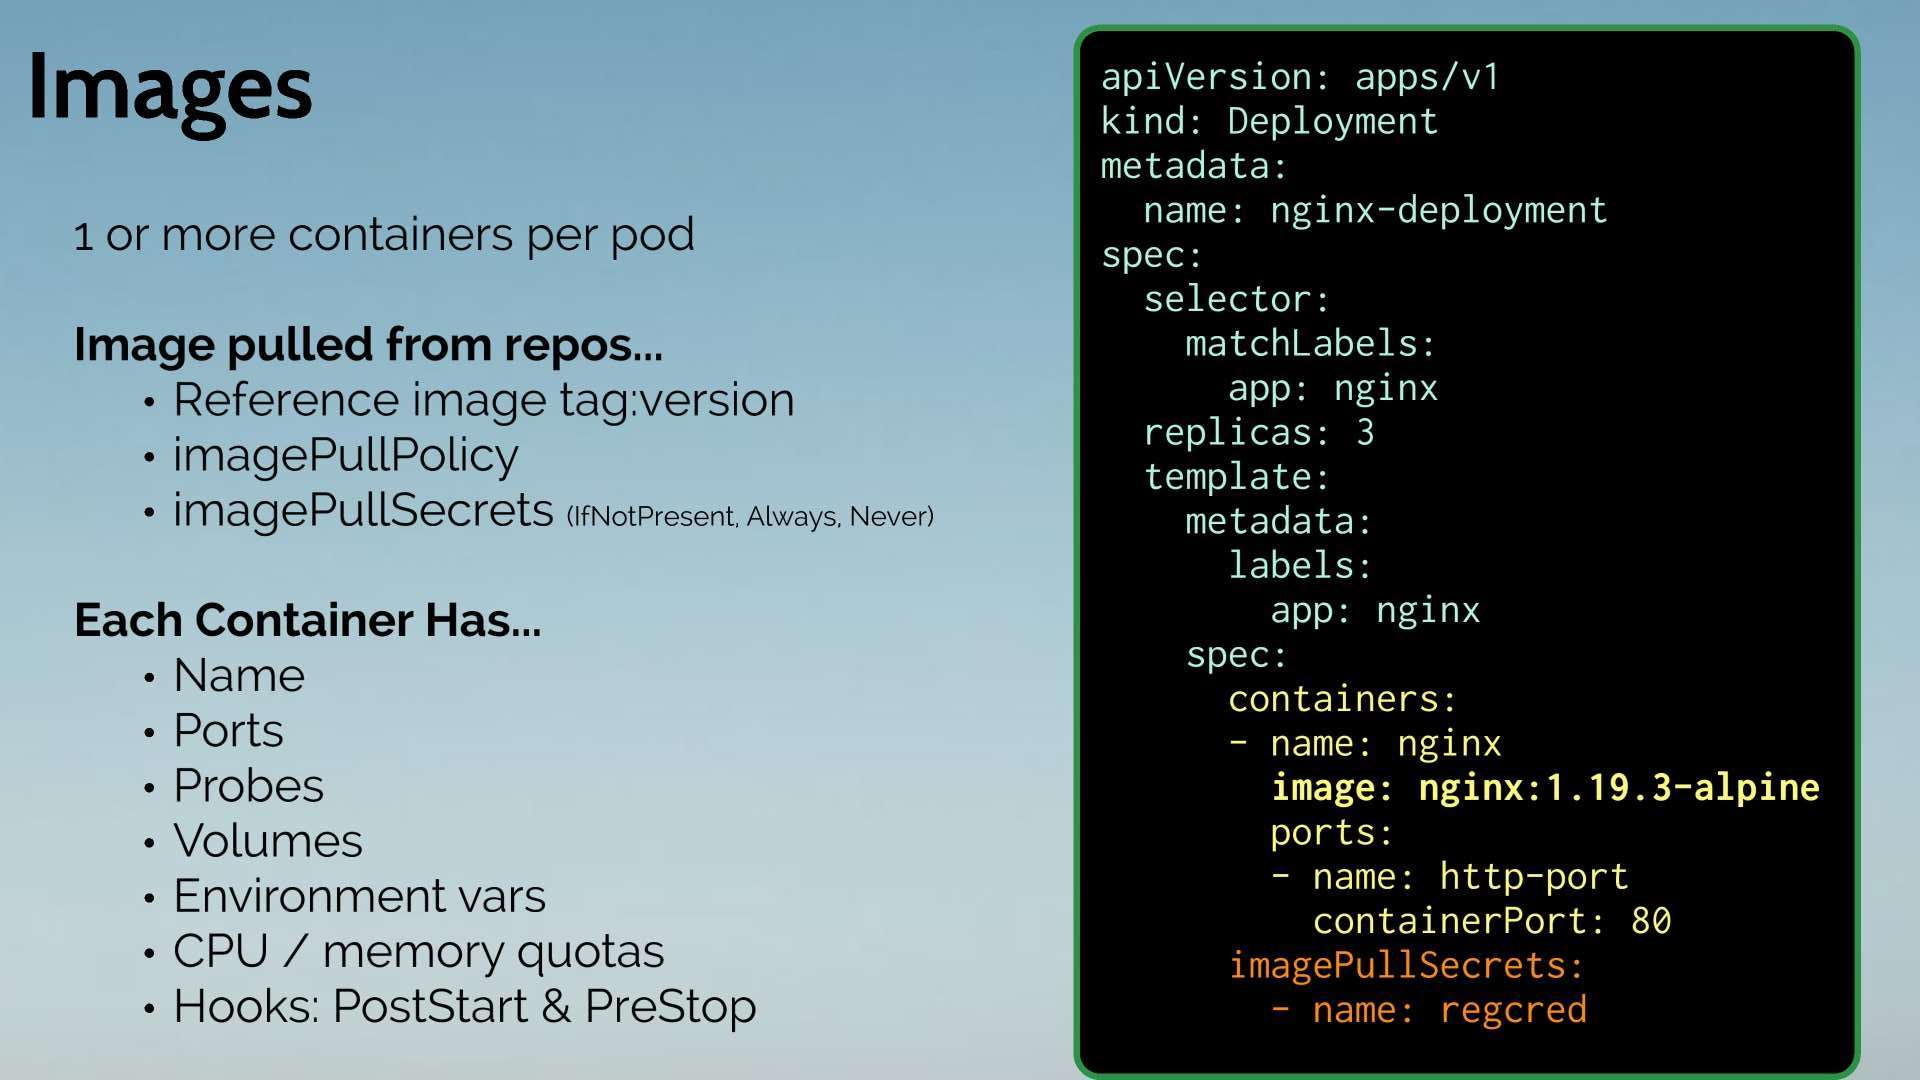 Images
1 or more containers per pod
Image pulled from repos...
• Reference image tag:version
• imagePullPolicy
• imagePullSecrets (IfNotPresent, Always, Never)
Each Container Has...
• Name
• Ports
• Probes
• Volumes
• Environment vars
• CPU / memory quotas
• Hooks: PostStart & PreStop
apiVersion: apps/v1
kind: Deployment
metadata:
  name: nginx-deployment
spec:
  selector:
    matchLabels:
      app: nginx
  replicas: 3
  template:
    metadata:
      labels:
        app: nginx
    spec:
      containers:
      - name: nginx
        image: nginx:1.19.3-alpine
        ports:
        - name: http-port
          containerPort: 80
      imagePullSecrets:
        - name: regcred